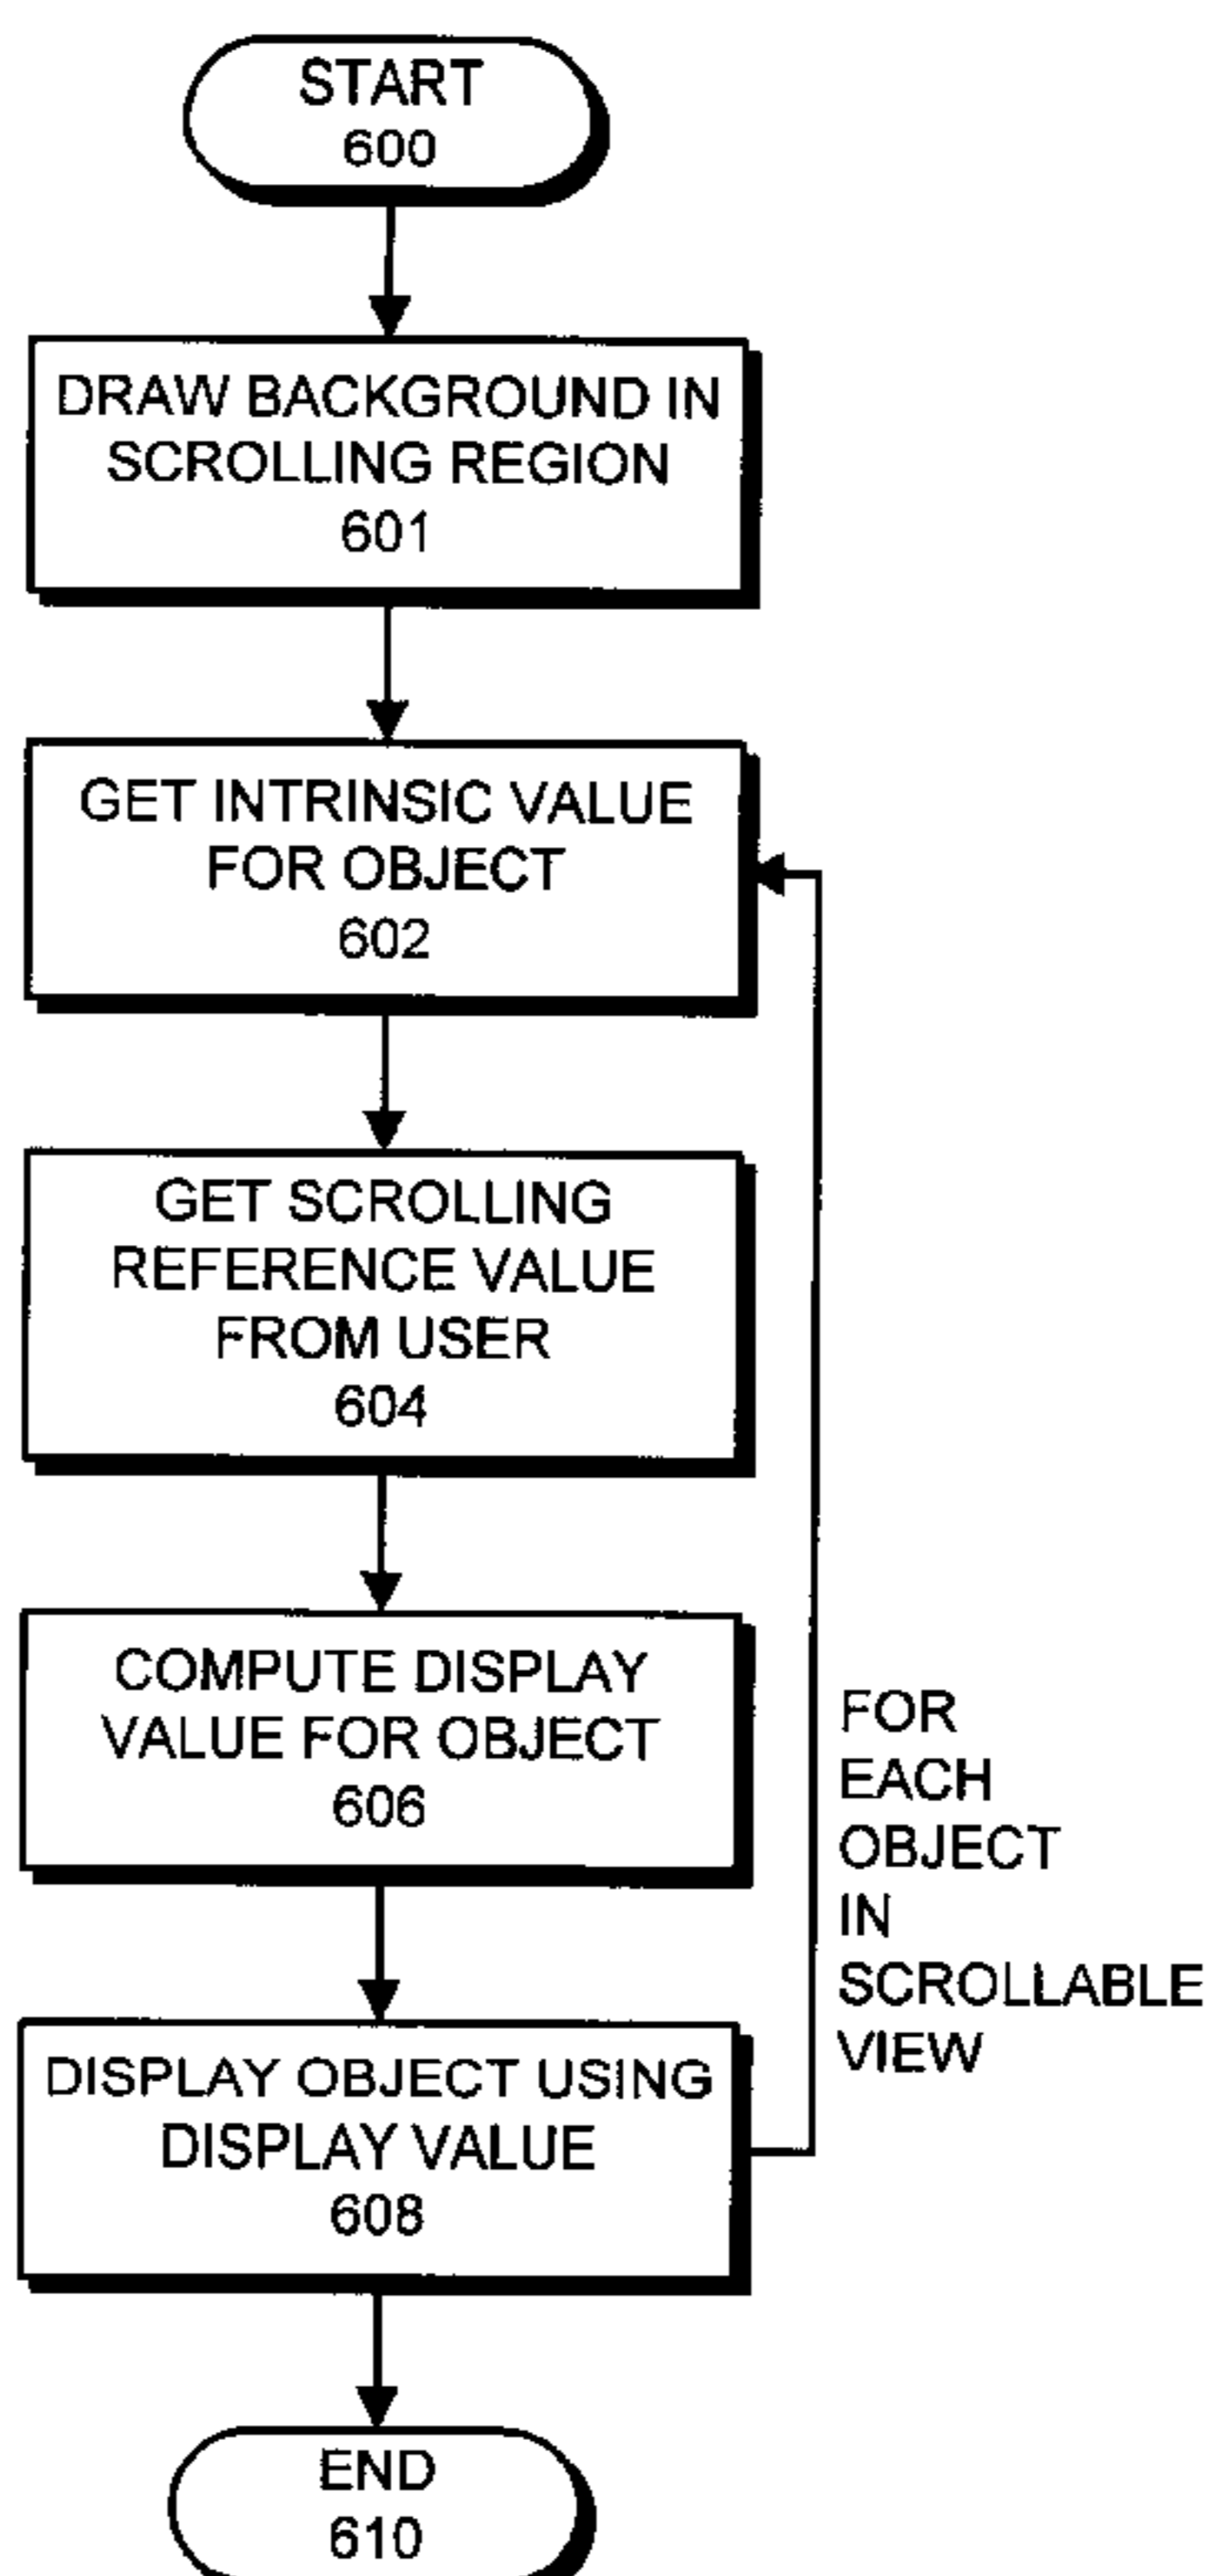 START
600
DRAW BACKGROUND IN
SCROLLING REGION
601
GET INTRINSIC VALUE
FOR OBJECT
602
GET SCROLLING
REFERENCE VALUE
FROM USER
604
COMPUTE DISPLAY
VALUE FOR OBJECT
606
FOR
EACH
OBJECT
IN
SCROLLABLE
VIEW
DISPLAY OBJECT USING
DISPLAY VALUE
608
END
610